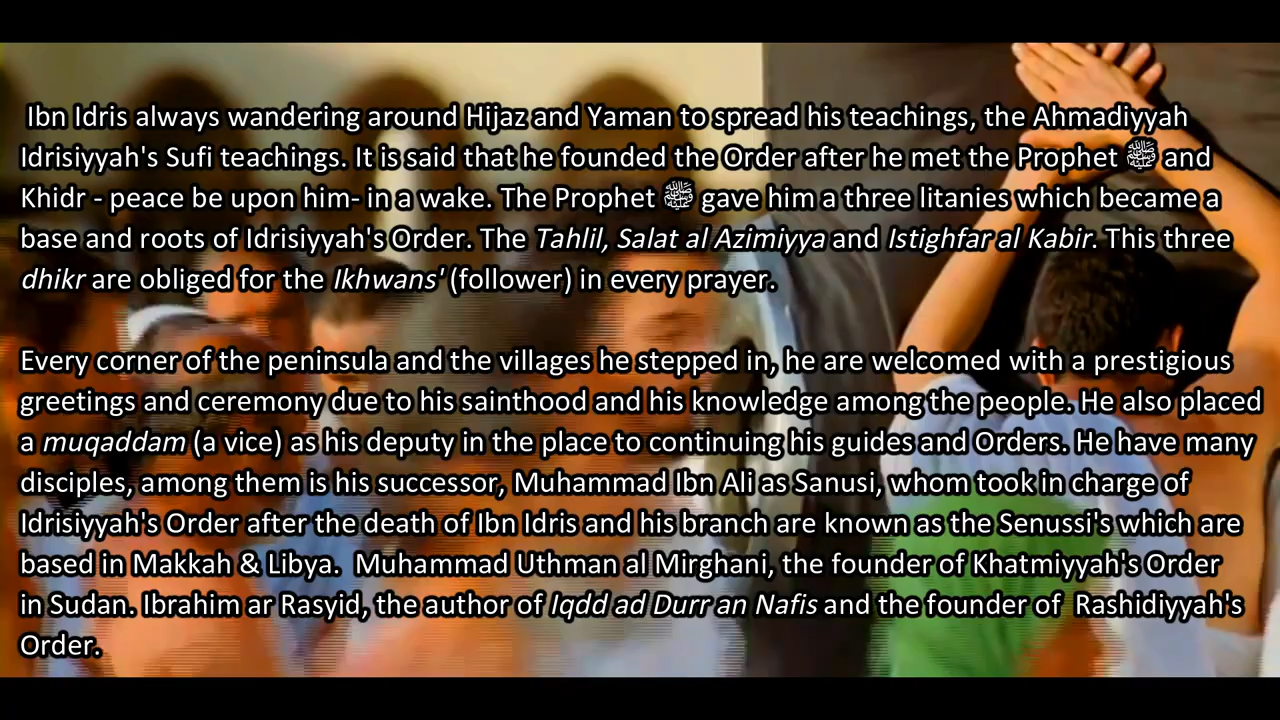 Ibn Idris always wandering around Hijaz and Yaman to spread his teachings, the Ahmadiyyah
Idrisiyyah's Sufi teachings. It is said that he founded the Order after he met the Prophet ﷺ and
Khidr - peace be upon him- in a wake. The Prophet ﷺ gave him a three litanies which became a
base and roots of Idrisiyyah's Order. The Tahlil, Salat al Azimiyya and Istighfar al Kabir. This three
dhikr are obliged for the Ikhwans' (follower) in every prayer.
Every corner of the peninsula and the villages he stepped in, he are welcomed with a prestigious
greetings and ceremony due to his sainthood and his knowledge among the people. He also placed
a muqaddam (a vice) as his deputy in the place to continuing his guides and Orders. He have many
disciples, among them is his successor, Muhammad Ibn Ali as Sanusi, whom took in charge of
Idrisiyyah's Order after the death of Ibn Idris and his branch are known as the Senussi's which are
based in Makkah & Libya.  Muhammad Uthman al Mirghani, the founder of Khatmiyyah's Order
in Sudan. Ibrahim ar Rasyid, the author of Iqdd ad Durr an Nafis and the founder of  Rashidiyyah's
Order.